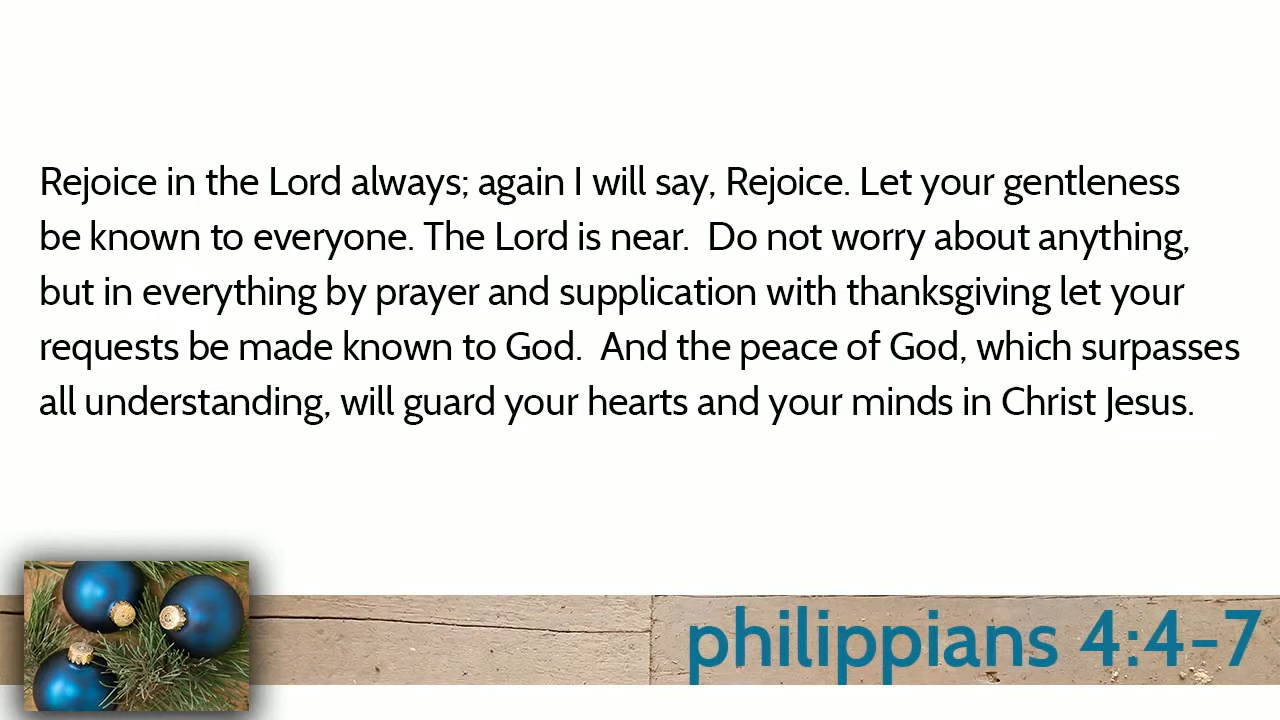 Rejoice in the Lord always; again I will say, Rejoice. Let your gentleness
be known to everyone. The Lord is near.  Do not worry about anything,
but in everything by prayer and supplication with thanksgiving let your
requests be made known to God.  And the peace of God, which surpasses
all understanding, will guard your hearts and your minds in Christ Jesus.
philippians 4:4-7